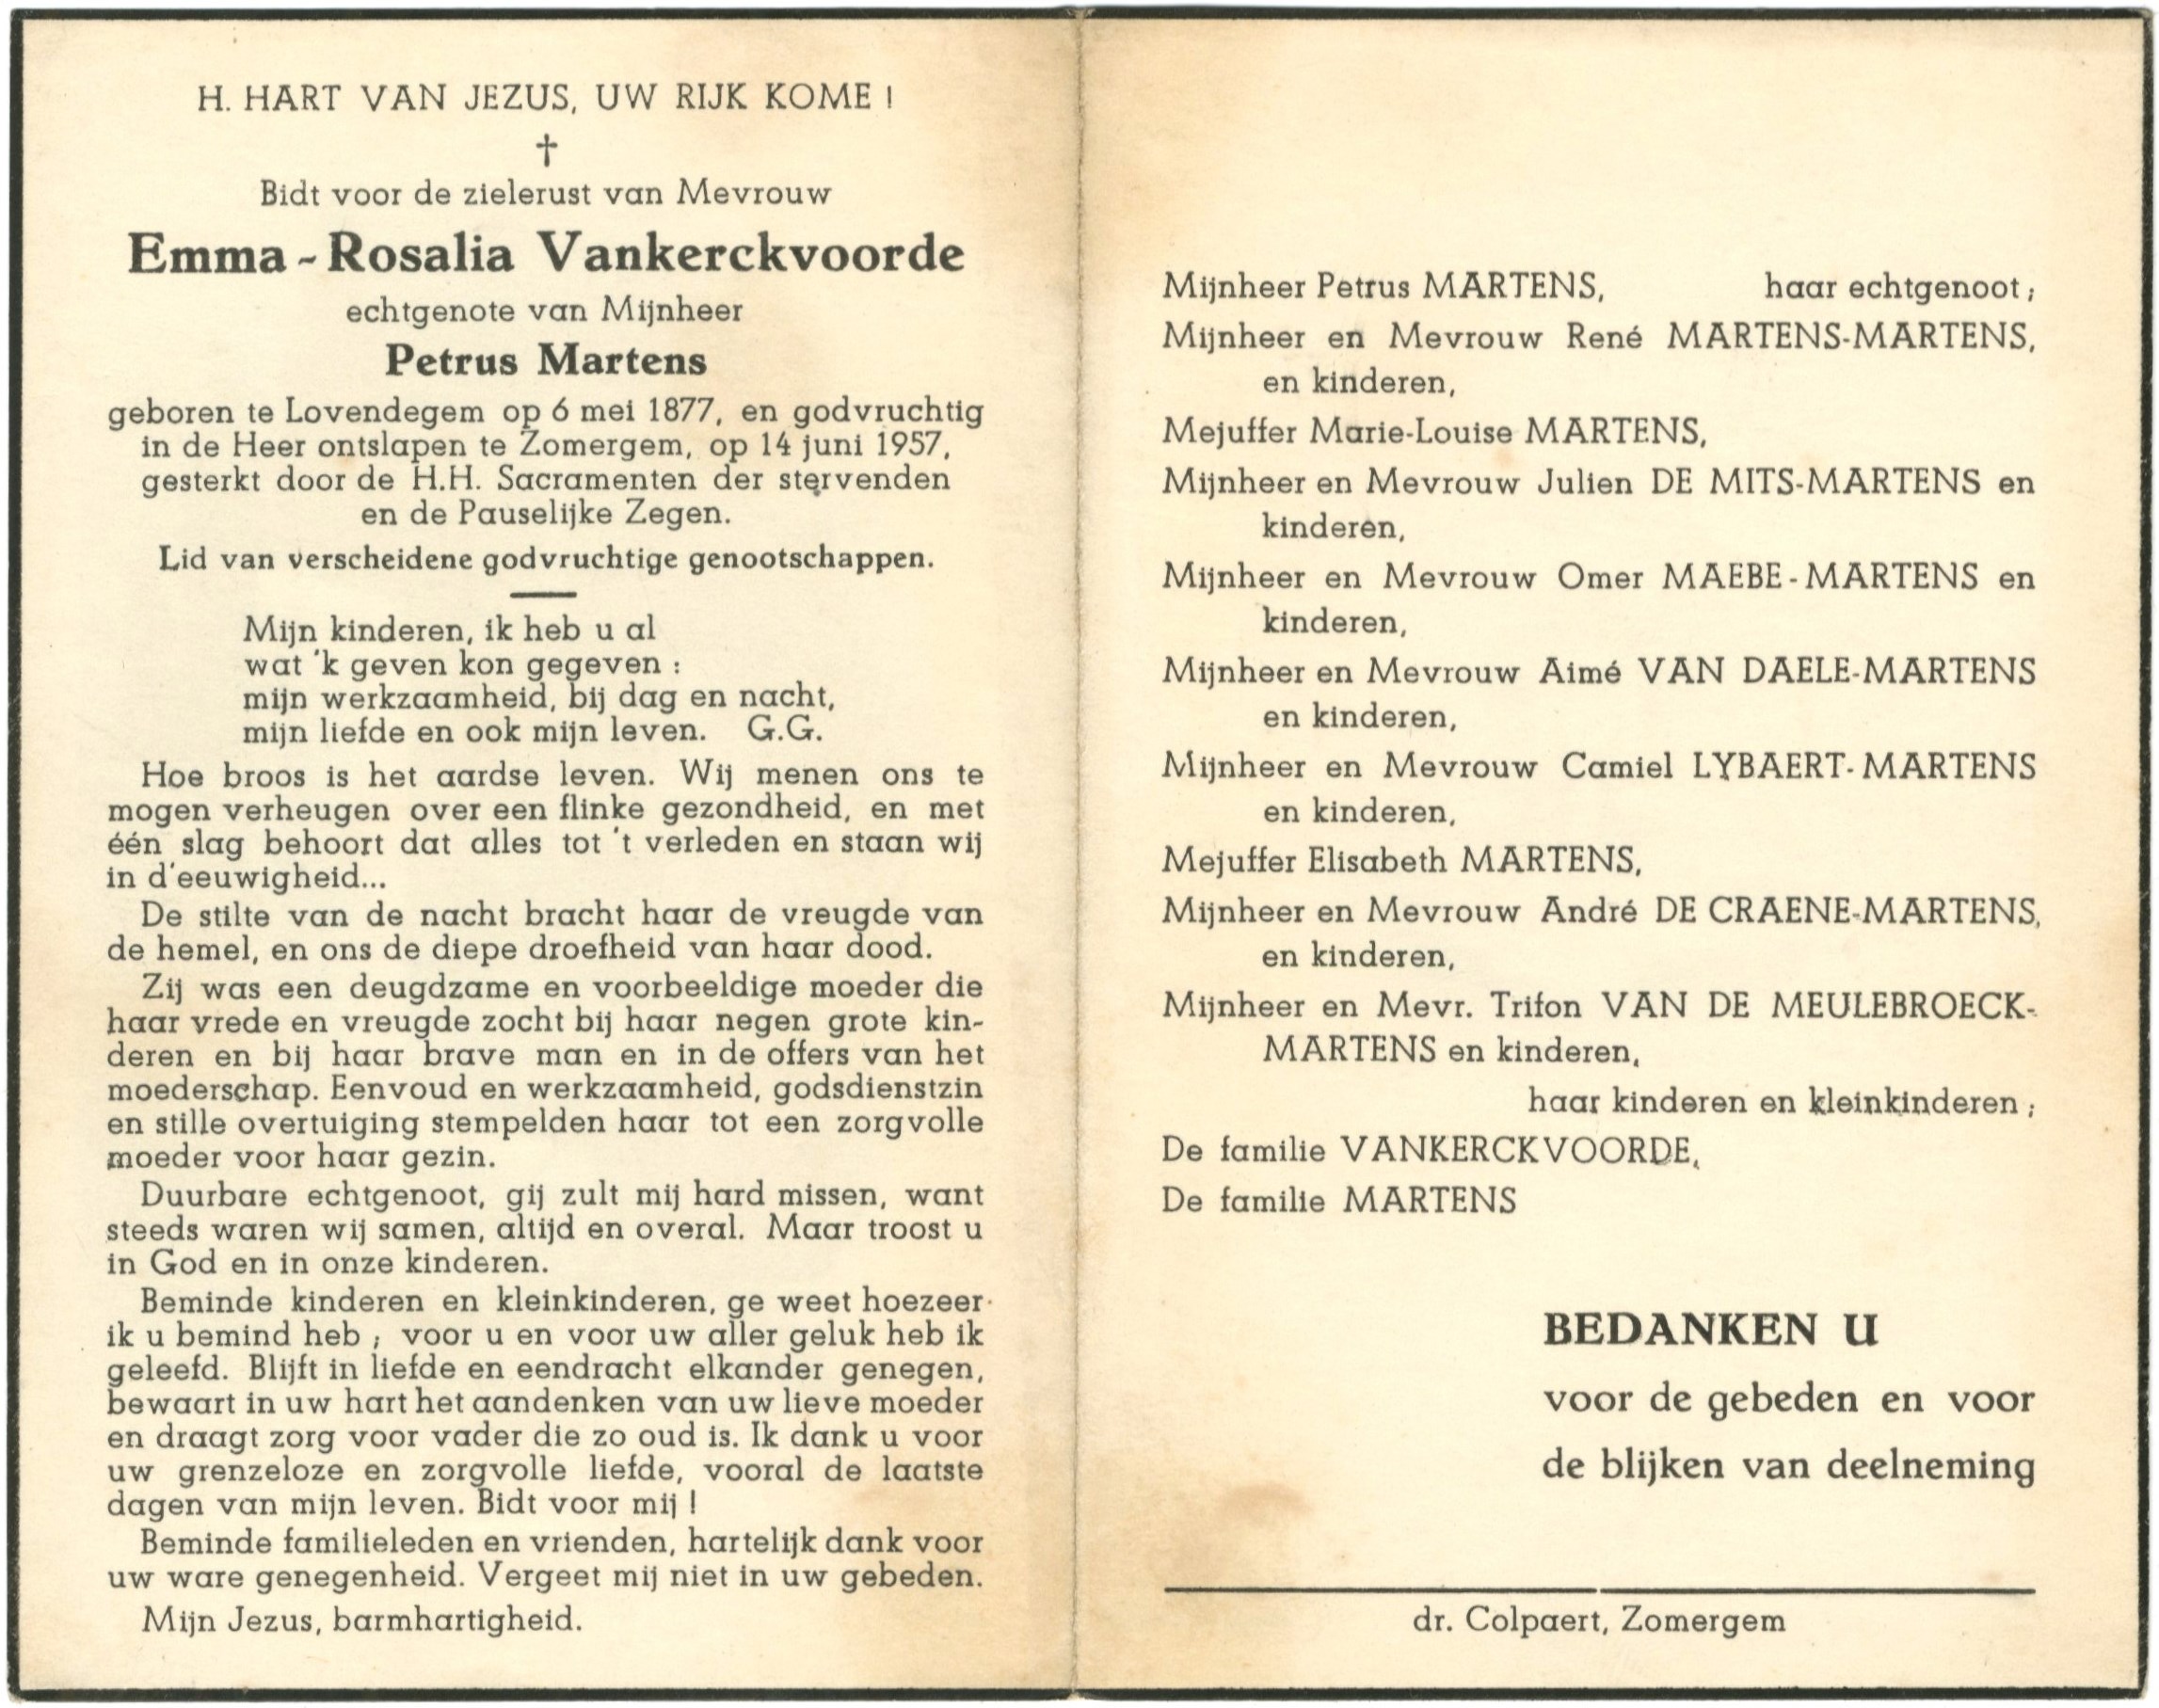 H. HART VAN JEZUS, UW RIJK KOME !
†
Bidt voor de zielerust van Mevrouw
Emma - Rosalia Vankerckvoorde
echtgenote van Mijnheer
Petrus Martens
geboren te Lovendegem op 6 mei 1877, en godvruchtig
in de Heer ontslapen te Zomergem, op 14 juni 1957,
gesterkt door de H.H. Sacramenten der stervenden
en de Pauselijke Zegen.
Lid van verscheidene godvruchtige genootschappen.
Mijn kinderen, ik heb u al
wat 'k geven kon gegeven :
mijn werkzaamheid, bij dag en nacht,
mijn liefde en ook mijn leven. G.G.
Hoe broos is het aardse leven. Wij menen ons te
mogen verheugen over een flinke gezondheid, en met
één slag behoort dat alles tot 't verleden en staan wij
in d'eeuwigheid...
De stilte van de nacht bracht haar de vreugde van
de hemel, en ons de diepe droefheid van haar dood.
Zij was een deugdzame en voorbeeldige moeder die
haar vrede en vreugde zocht bij haar negen grote kin-
deren en bij haar brave man en in de offers van het
moederschap. Eenvoud en werkzaamheid, godsdienstzin
en stille overtuiging stempelden haar tot een zorgvolle
moeder voor haar gezin.
Duurbare echtgenoot, gij zult mij hard missen, want
steeds waren wij samen, altijd en overal. Maar troost u
in God en in onze kinderen.
Beminde kinderen en kleinkinderen, ge weet hoezeer
ik u bemind heb ; voor u en voor uw aller geluk heb ik
geleefd. Blijft in liefde en eendracht elkander genegen,
bewaart in uw hart het aandenken van uw lieve moeder
en draagt zorg voor vader die zo oud is. Ik dank u voor
uw grenzeloze en zorgvolle liefde, vooral de laatste
dagen van mijn leven. Bidt voor mij !
Beminde familieleden en vrienden, hartelijk dank voor
uw ware genegenheid. Vergeet mij niet in uw gebeden.
Mijn Jezus, barmhartigheid.
Mijnheer Petrus MARTENS, haar echtgenoot ;
Mijnheer en Mevrouw René MARTENS-MARTENS,
en kinderen,
Mejuffer Marie-Louise MARTENS,
Mijnheer en Mevrouw Julien DE MITS-MARTENS en
kinderen,
Mijnheer en Mevrouw Omer MAEBE - MARTENS en
kinderen,
Mijnheer en Mevrouw Aimé VAN DAELE-MARTENS
en kinderen,
Mijnheer en Mevrouw Camiel LYBAERT-MARTENS
en kinderen,
Mejuffer Elisabeth MARTENS,
Mijnheer en Mevrouw André DE CRAENE-MARTENS,
en kinderen,
Mijnheer en Mevr. Trifon VAN DE MEULEBROECK-
MARTENS en kinderen,
haar kinderen en kleinkinderen ;
De familie VANKERCKVOORDE,
De familie MARTENS
BEDANKEN U
voor de gebeden en voor
de blijken van deelneming
dr. Colpaert, Zomergem